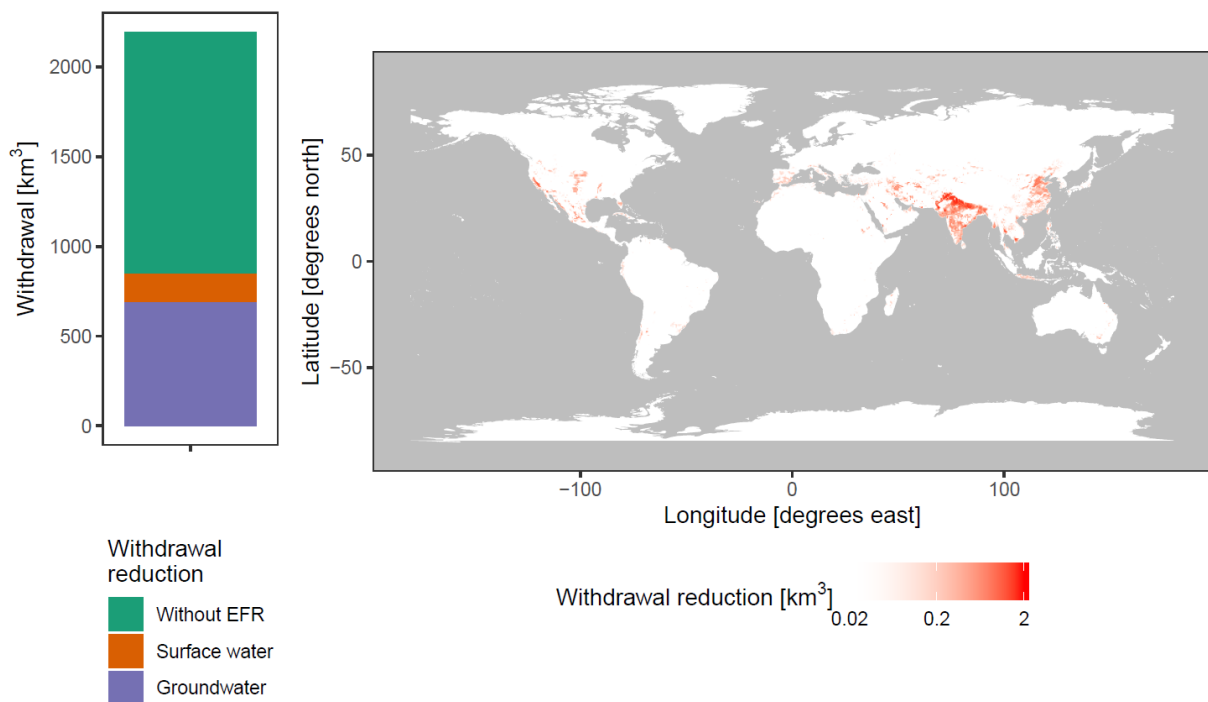 Withdrawal [km³]
2000
1500
1000
500
0
Latitude [degrees north]
50
0
−50
−100
0
100
Longitude [degrees east]
Withdrawal
reduction
Without EFR
Surface water
Groundwater
Withdrawal reduction [km³]
0.02
0.2
2